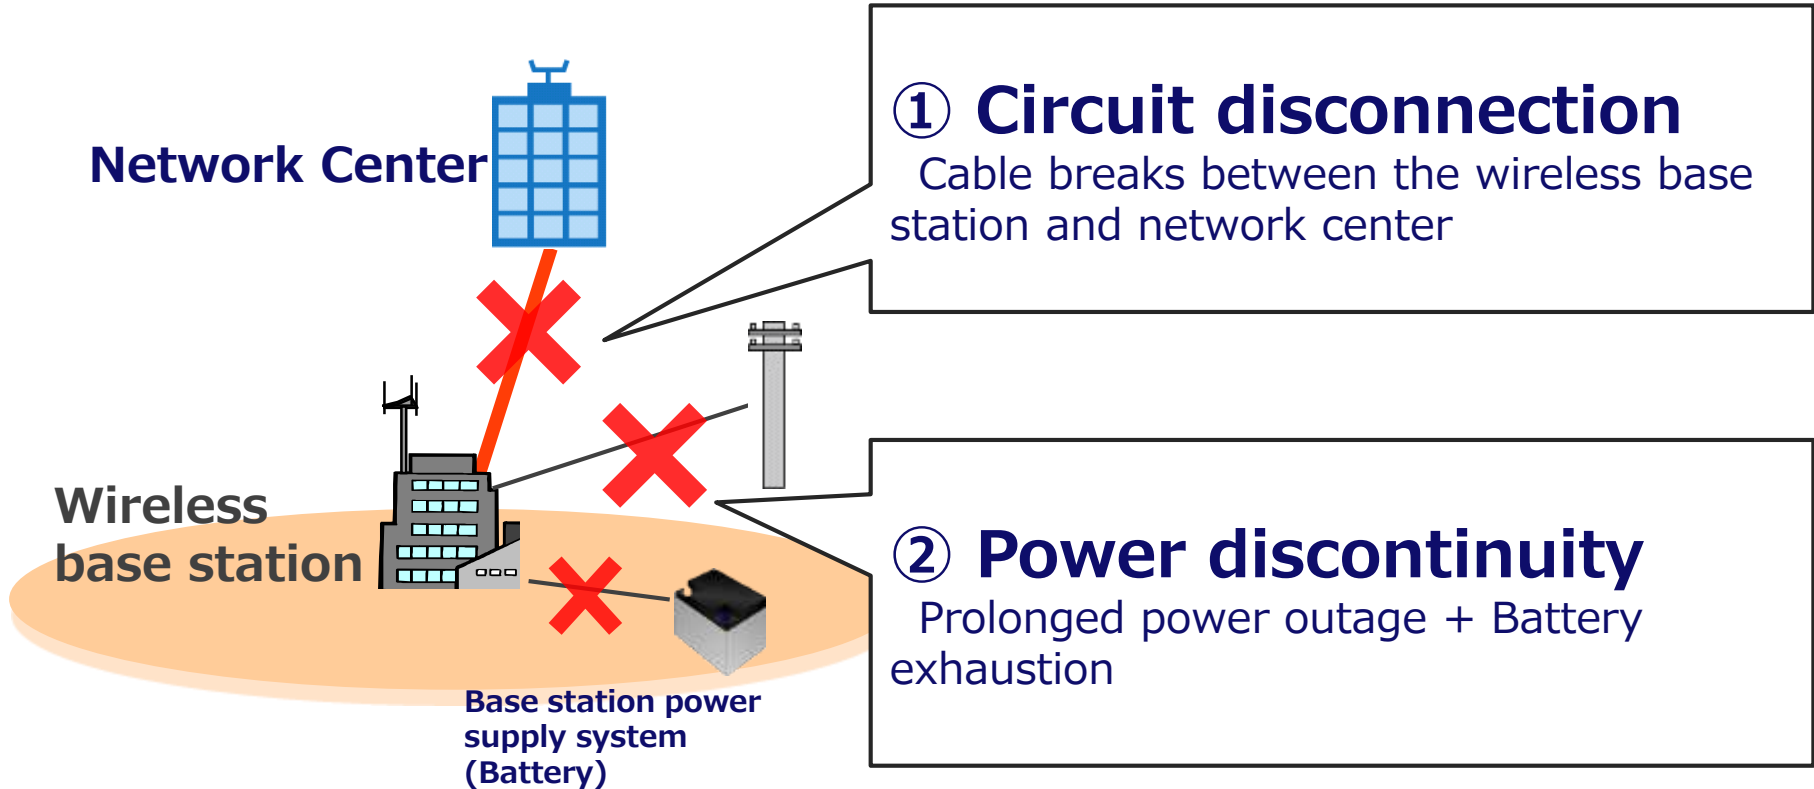 Network Center
① Circuit disconnection
Cable breaks between the wireless base
station and network center
Wireless
base station
② Power discontinuity
Prolonged power outage + Battery
exhaustion
Base station power
supply system
(Battery)